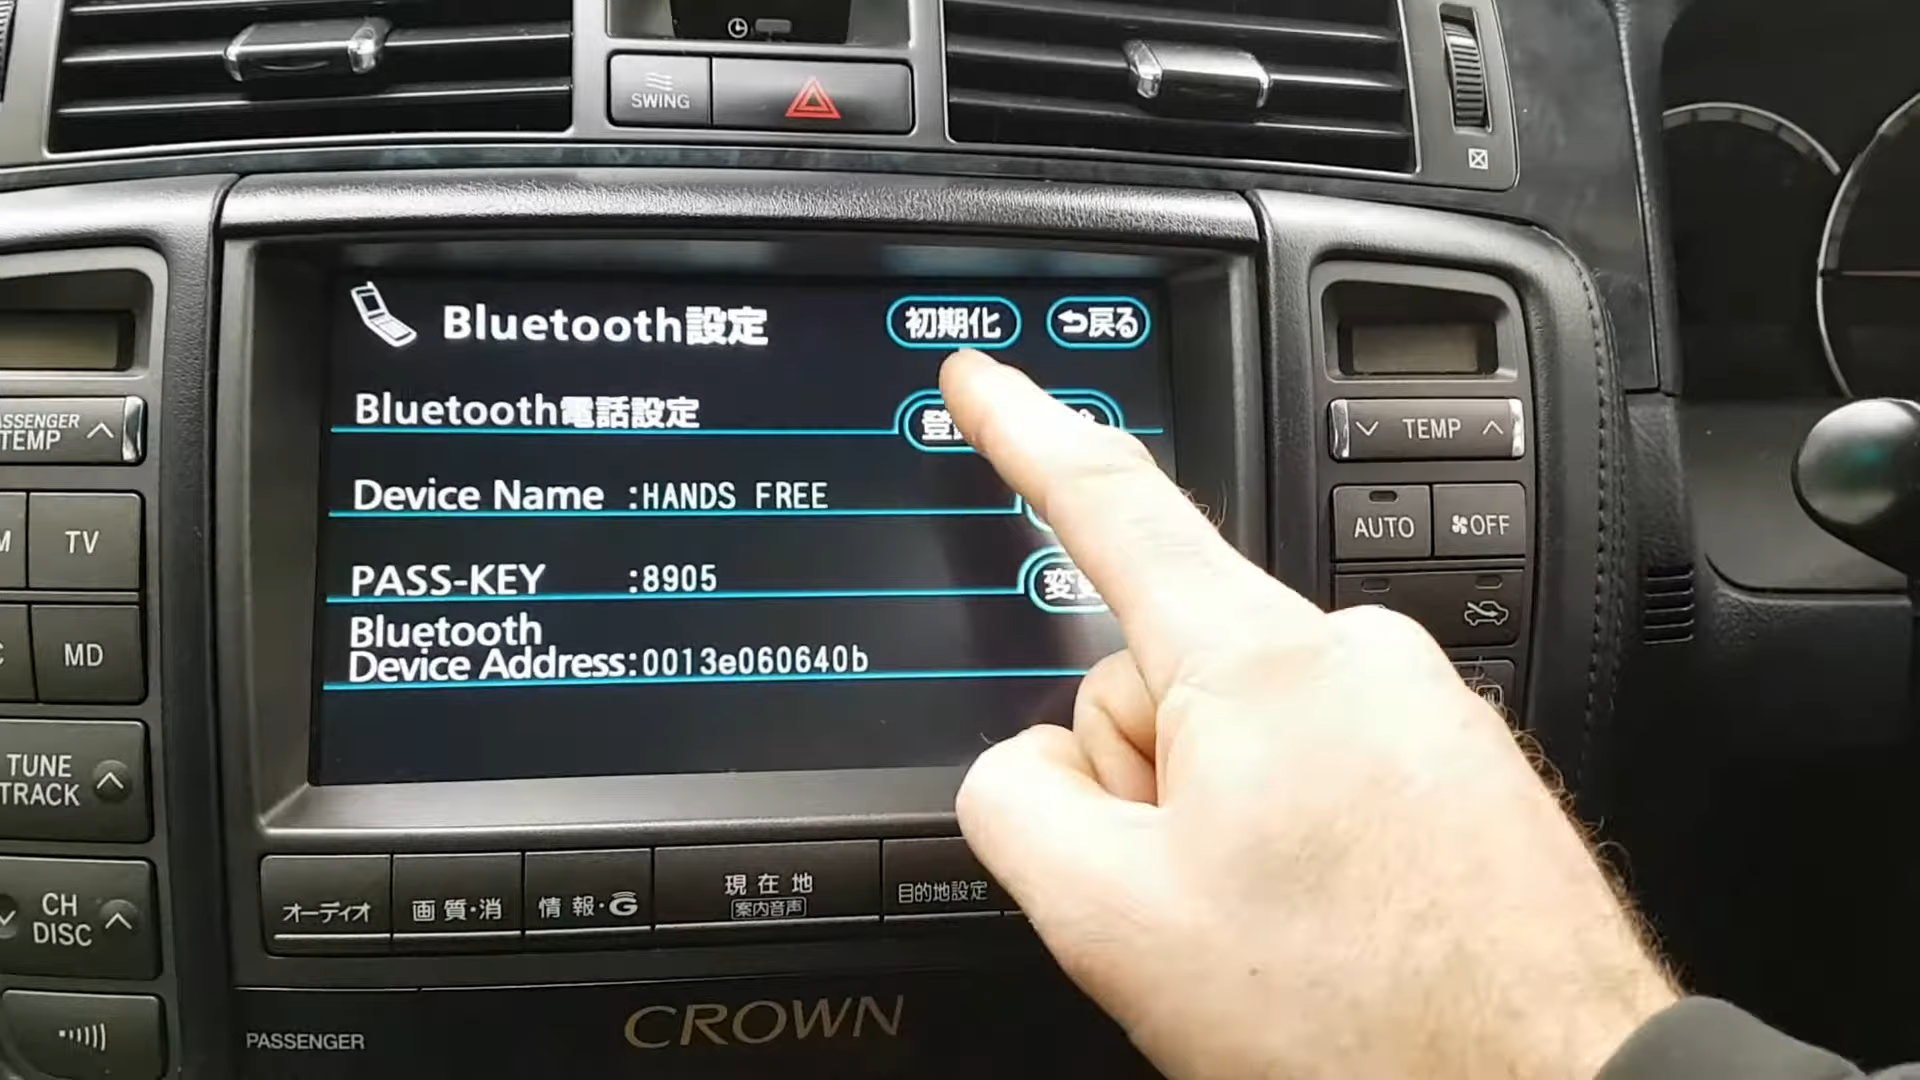 SWING
Bluetooth設定
初期化
戻る
Bluetooth電話設定
Device Name :HANDS FREE
PASS-KEY :8905
変更
Bluetooth
Device Address:0013e060640b
TEMP
AUTO
OFF
TEMP
TV
MD
TUNE
TRACK
CH
DISC
オーディオ
画質・消
情報・G
現在地
案内音声
目的地設定
PASSENGER
CROWN